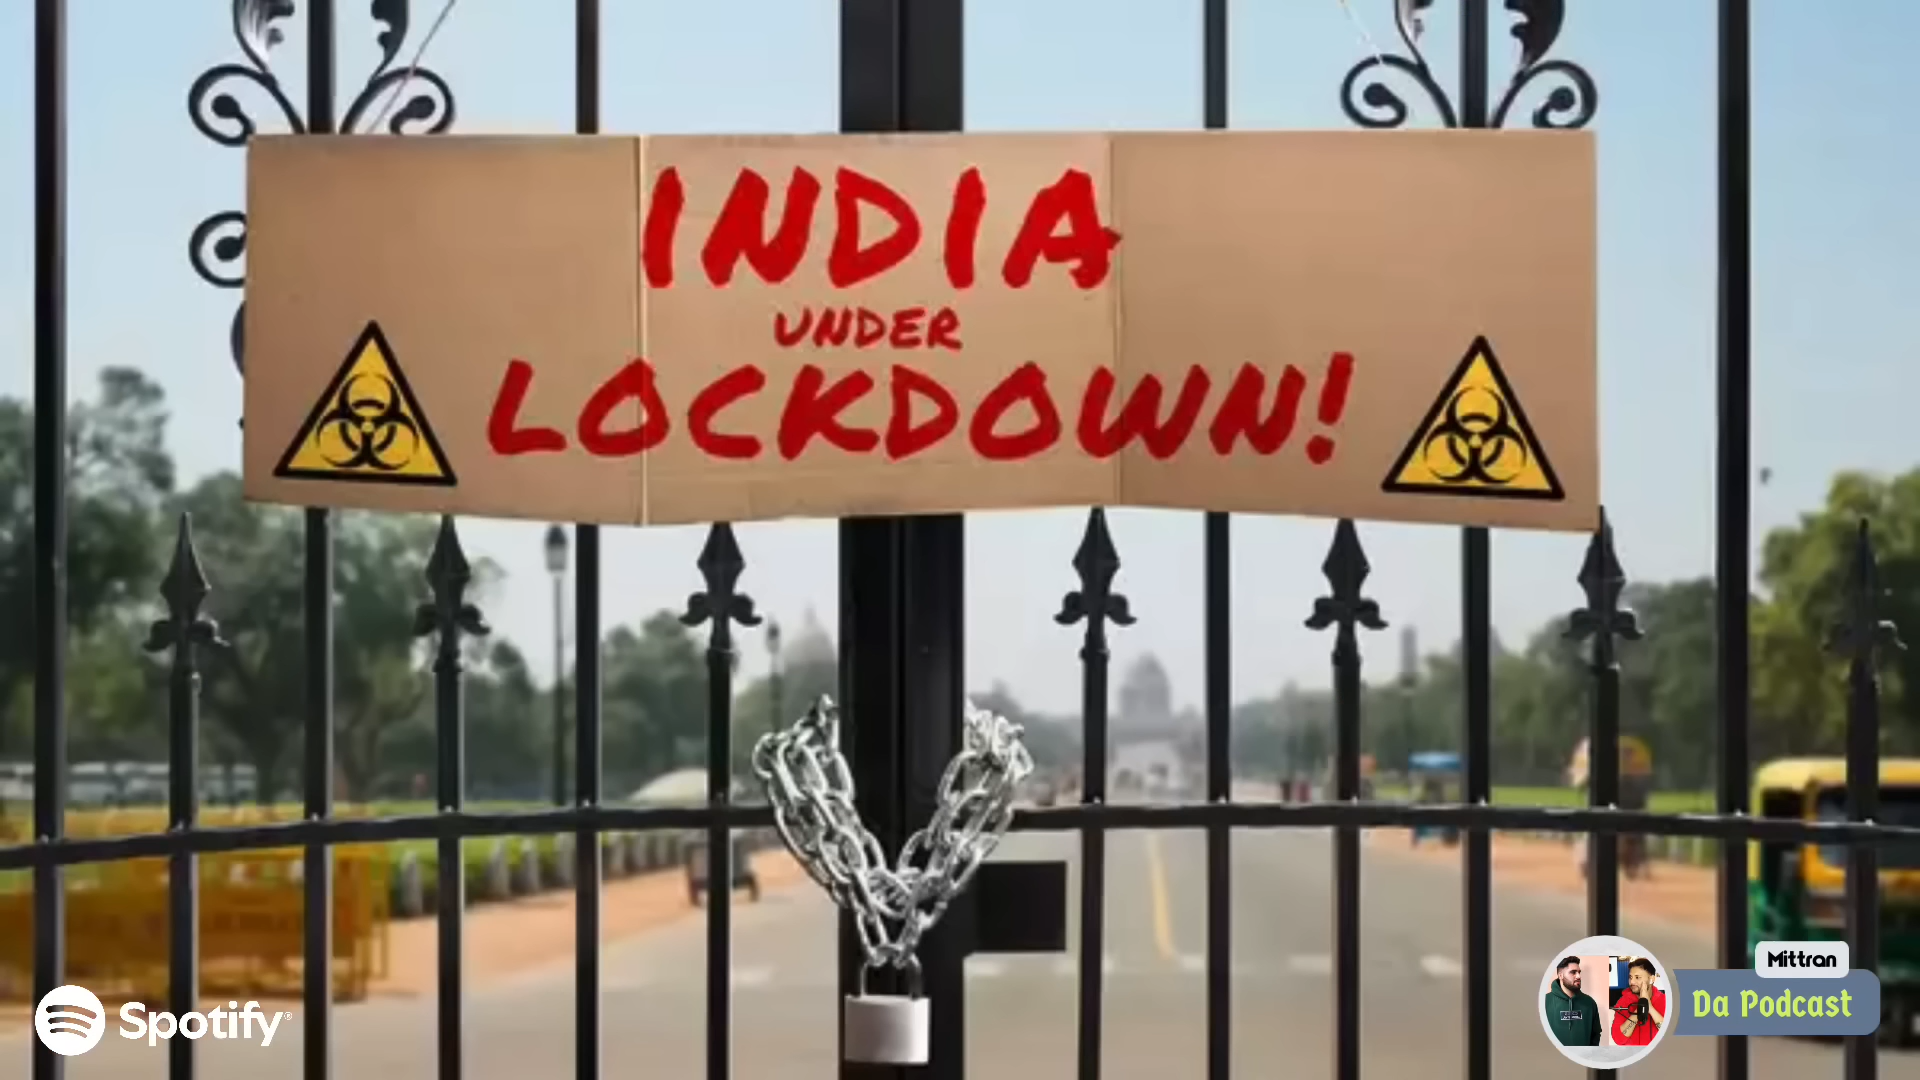 INDIA
UNDER
LOCKDOWN!
Spotify®
Mittran
Da Podcast